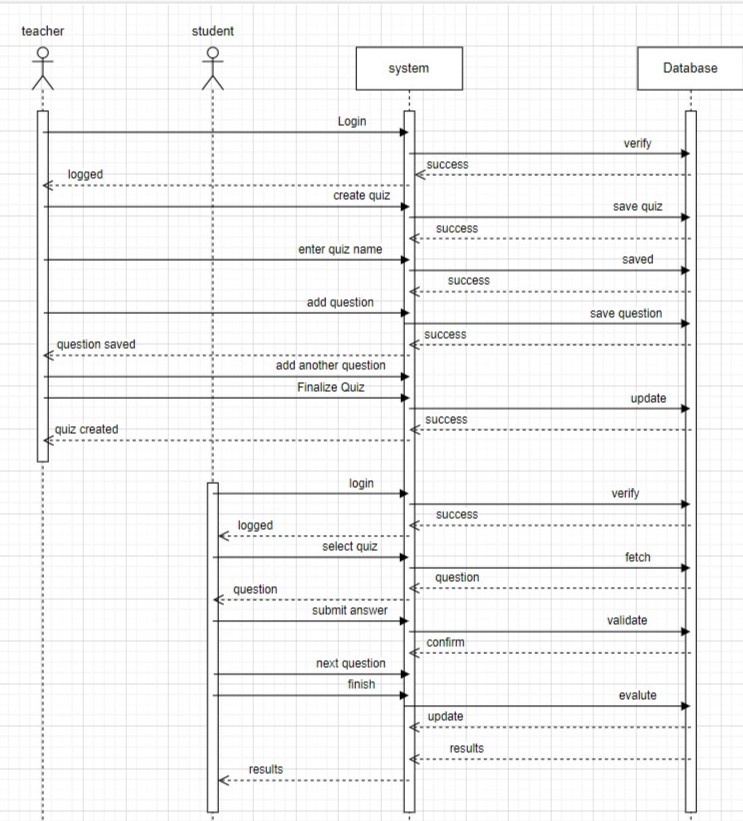 teacher
student
system
Database
Login
verify
success
logged
create quiz
save quiz
success
enter quiz name
saved
success
add question
save question
success
question saved
add another question
Finalize Quiz
update
success
quiz created
login
verify
success
logged
select quiz
fetch
question
question
submit answer
validate
confirm
next question
finish
evalute
update
results
results